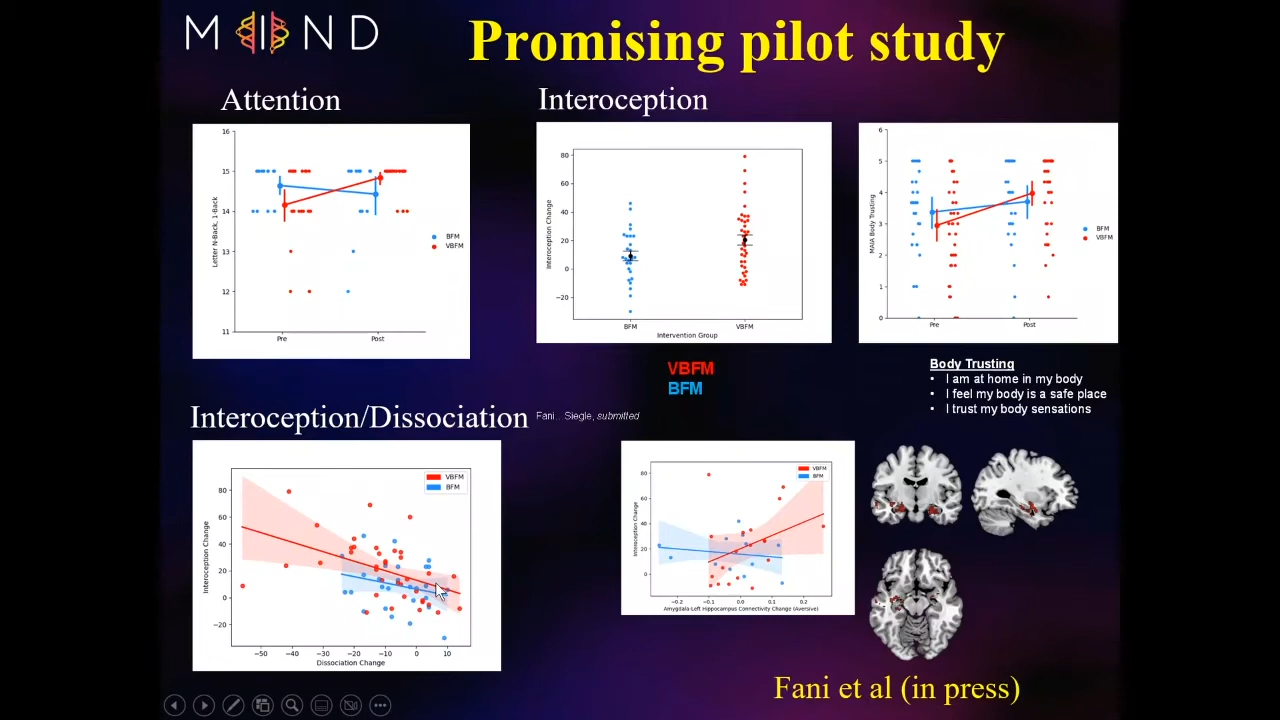 M ND
Promising pilot study
Attention
Interoception
16
15
14
13
12
11
Letter N-Back, 1-Back
Pre
Post
BFM
VBFM
80
60
40
20
0
−20
Interoception Change
BFM
VBFM
Intervention Group
6
5
4
3
2
1
0
MAIA Body Trusting
Pre
Post
BFM
VBFM
VBFM
BFM
Body Trusting
• I am at home in my body
• I feel my body is a safe place
• I trust my body sensations
Interoception/Dissociation
Fani.. Siegle, submitted
VBFM
BFM
80
60
40
20
0
−20
Interoception Change
−50 −40 −30 −20 −10 0 10
Dissociation Change
VBFM
BFM
80
60
40
20
0
Interoception Change
−0.2 −0.1 0.0 0.1 0.2
Amygdala-Left Hippocampus Connectivity Change (Aversive)
Fani et al (in press)